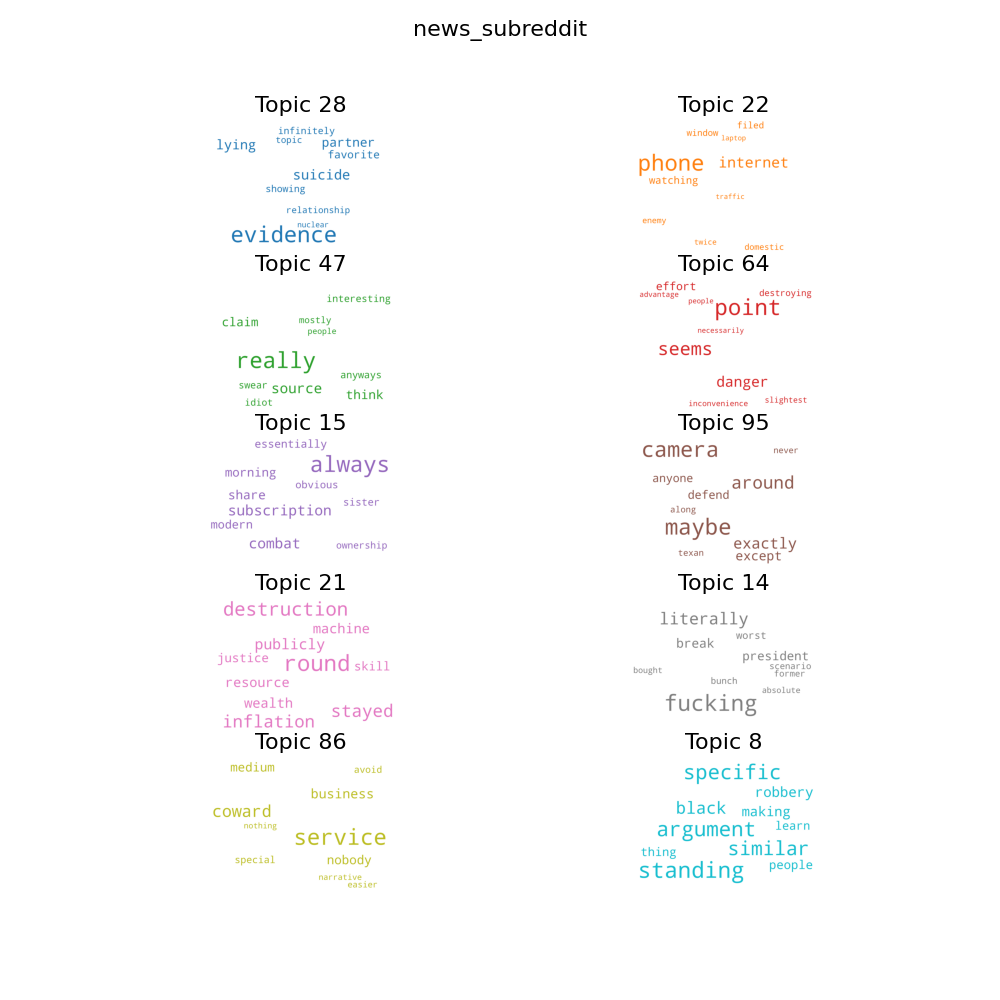 news_subreddit
Topic 28
infinitely
topic
lying
partner
favorite
suicide
showing
relationship
nuclear
evidence
Topic 22
filed
window
laptop
phone
internet
watching
traffic
enemy
twice
domestic
Topic 47
interesting
claim
mostly
people
really
anyways
swear
source
think
idiot
Topic 64
effort
advantage
people
destroying
point
necessarily
seems
danger
inconvenience
slightest
Topic 15
essentially
always
morning
obvious
share
sister
subscription
modern
combat
ownership
Topic 95
camera
never
anyone
around
defend
along
maybe
exactly
texan
except
Topic 21
destruction
machine
publicly
justice
round
skill
resource
wealth
stayed
inflation
Topic 14
literally
worst
break
president
scenario
bought
former
bunch
absolute
fucking
Topic 86
medium
avoid
business
coward
nothing
service
special
nobody
narrative
easier
Topic 8
specific
robbery
black
making
argument
learn
similar
thing
people
standing